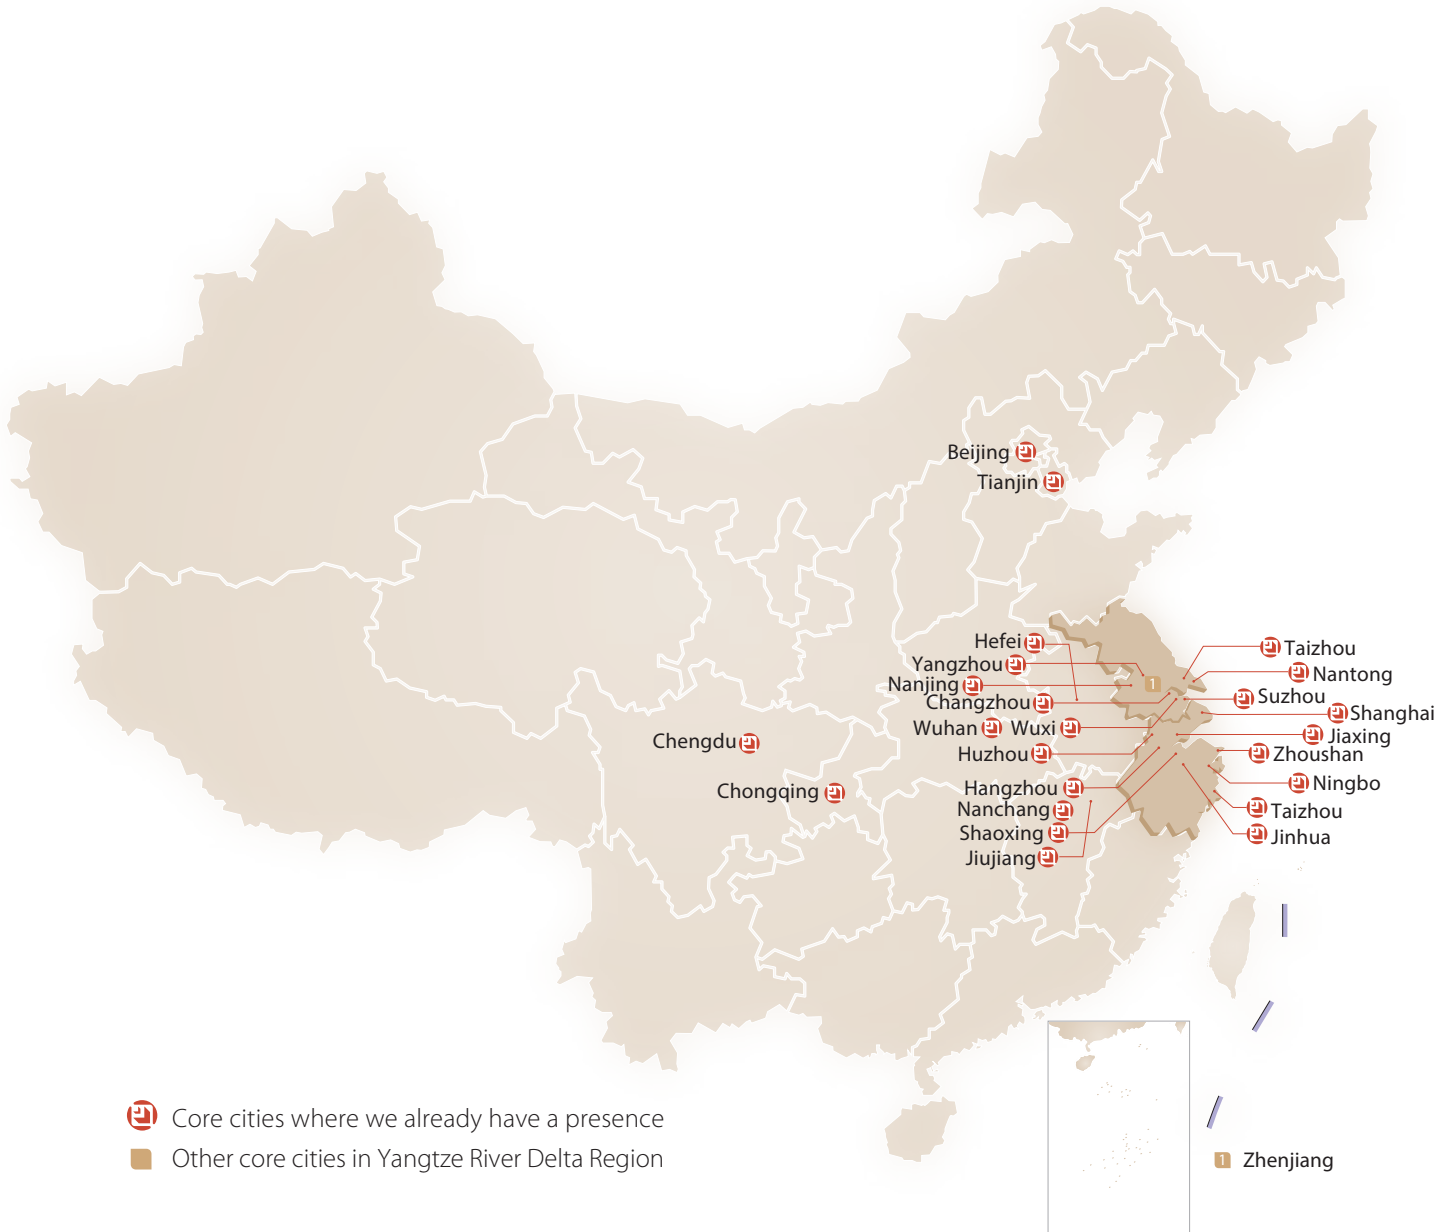 Beijing
Tianjin
Hefei
Taizhou
Yangzhou
Nantong
Nanjing
Suzhou
Changzhou
Shanghai
Wuhan
Wuxi
Jiaxing
Chengdu
Huzhou
Zhoushan
Chongqing
Hangzhou
Ningbo
Nanchang
Taizhou
Shaoxing
Jinhua
Jiujiang
1
Core cities where we already have a presence
Other core cities in Yangtze River Delta Region
1 Zhenjiang